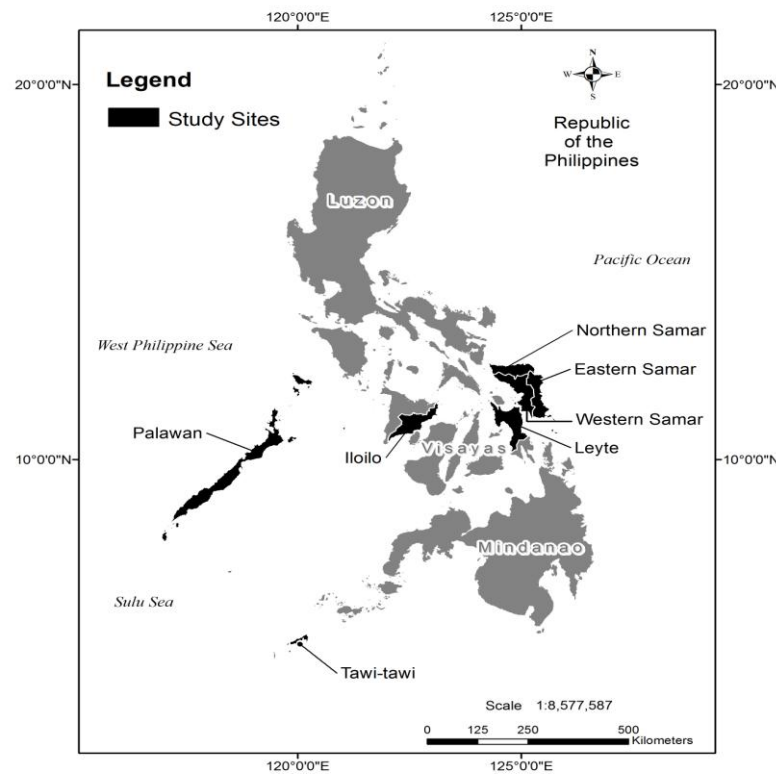 120°0'0"E 125°0'0"E
20°0'0"N 20°0'0"N
Legend
Study Sites
N
W E
S
Republic
of the
Philippines
Luzon
Pacific Ocean
Northern Samar
West Philippine Sea
Eastern Samar
Western Samar
Palawan
Leyte
Iloilo
Visayas
10°0'0"N 10°0'0"N
Mindanao
Sulu Sea
Tawi-tawi
Scale 1:8,577,587
0 125 250 500
Kilometers
120°0'0"E 125°0'0"E